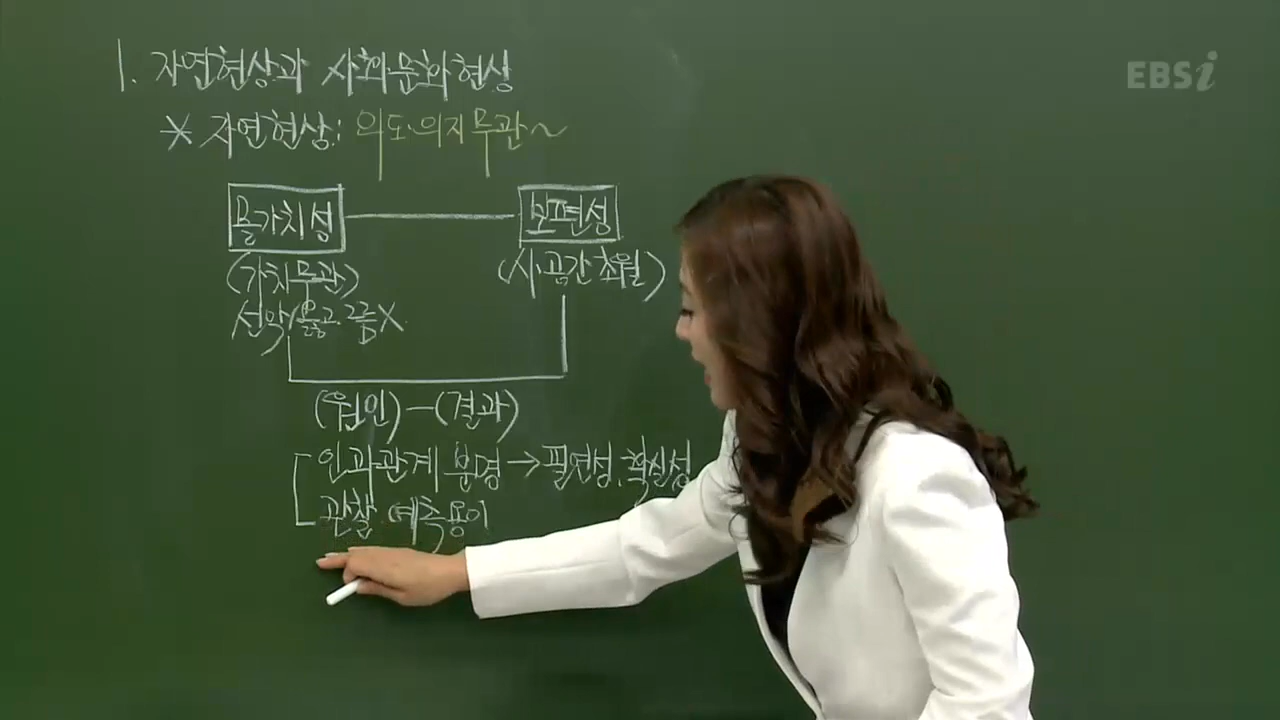 1. 자연현상과 사회문화현상
EBSi
* 자연현상: 의도·의지 무관~
몰가치성 — 보편성
(가치무관) (시·공간 초월)
선악/옳고 그름X
(원인)-(결과)
인과관계 분명→필연성.확실성
관찰 예측용이